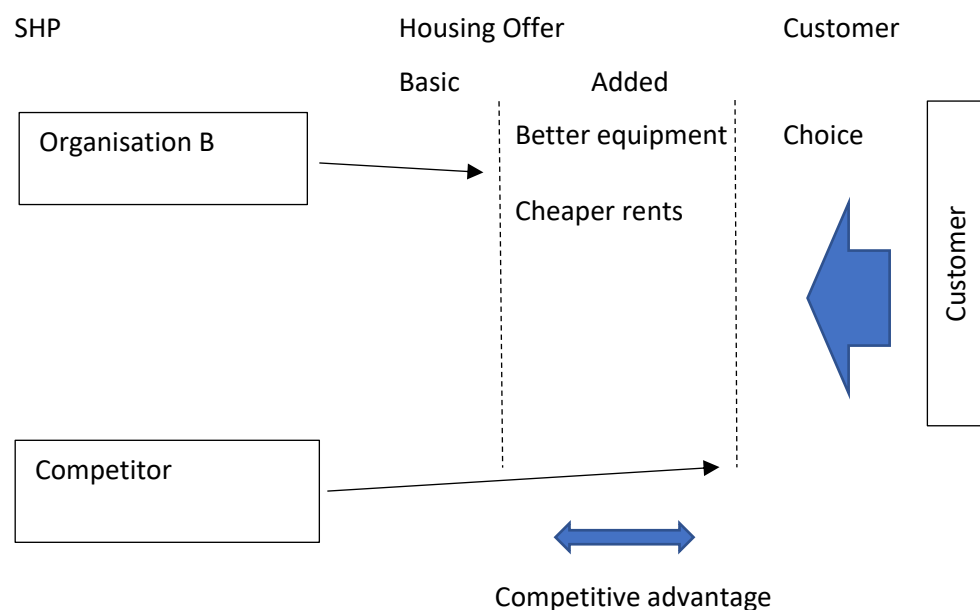 SHP
Housing Offer
Customer
Basic
Added
Organisation B
Better equipment
Choice
Cheaper rents
Customer
Competitor
Competitive advantage